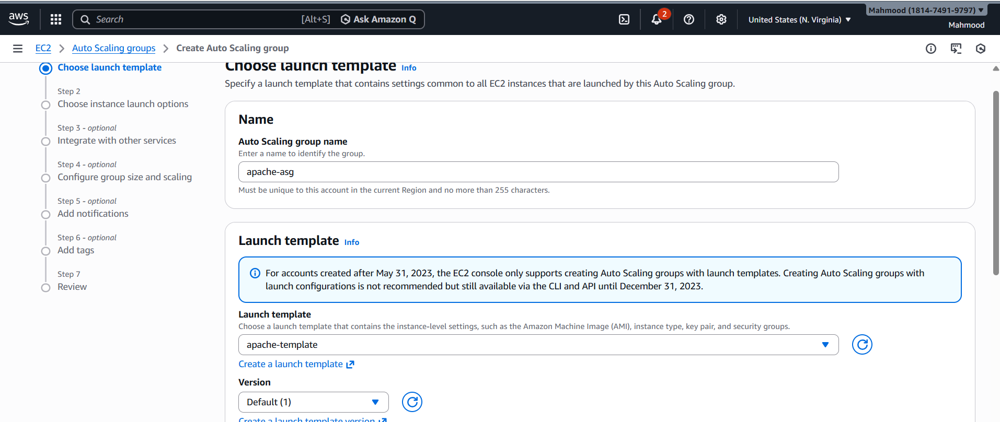 aws
Search [Alt+S] Ask Amazon Q
2
United States (N. Virginia)
Mahmood (1814-7491-9797)
Mahmood
EC2 Auto Scaling groups Create Auto Scaling group
Choose launch template
Step 2
Choose instance launch options
Step 3 - optional
Integrate with other services
Step 4 - optional
Configure group size and scaling
Step 5 - optional
Add notifications
Step 6 - optional
Add tags
Step 7
Review
Choose launch template Info
Specify a launch template that contains settings common to all EC2 instances that are launched by this Auto Scaling group.
Name
Auto Scaling group name
Enter a name to identify the group.
apache-asg
Must be unique to this account in the current Region and no more than 255 characters.
Launch template Info
For accounts created after May 31, 2023, the EC2 console only supports creating Auto Scaling groups with launch templates. Creating Auto Scaling groups with
launch configurations is not recommended but still available via the CLI and API until December 31, 2023.
Launch template
Choose a launch template that contains the instance-level settings, such as the Amazon Machine Image (AMI), instance type, key pair, and security groups.
apache-template
Create a launch template
Version
Default (1)
Create a launch template version